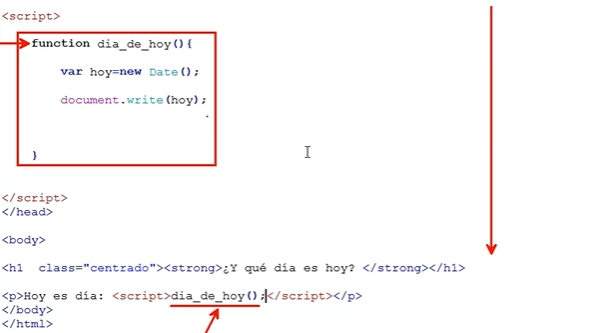 <script>
function dia_de_hoy(){
var hoy=new Date();
document.write(hoy);
}
</script>
</head>
<body>
<h1  class="centrado"><strong>¿Y qué día es hoy? </strong></h1>
<p>Hoy es día: <script>dia_de_hoy();</script></p>
</body>
</html>